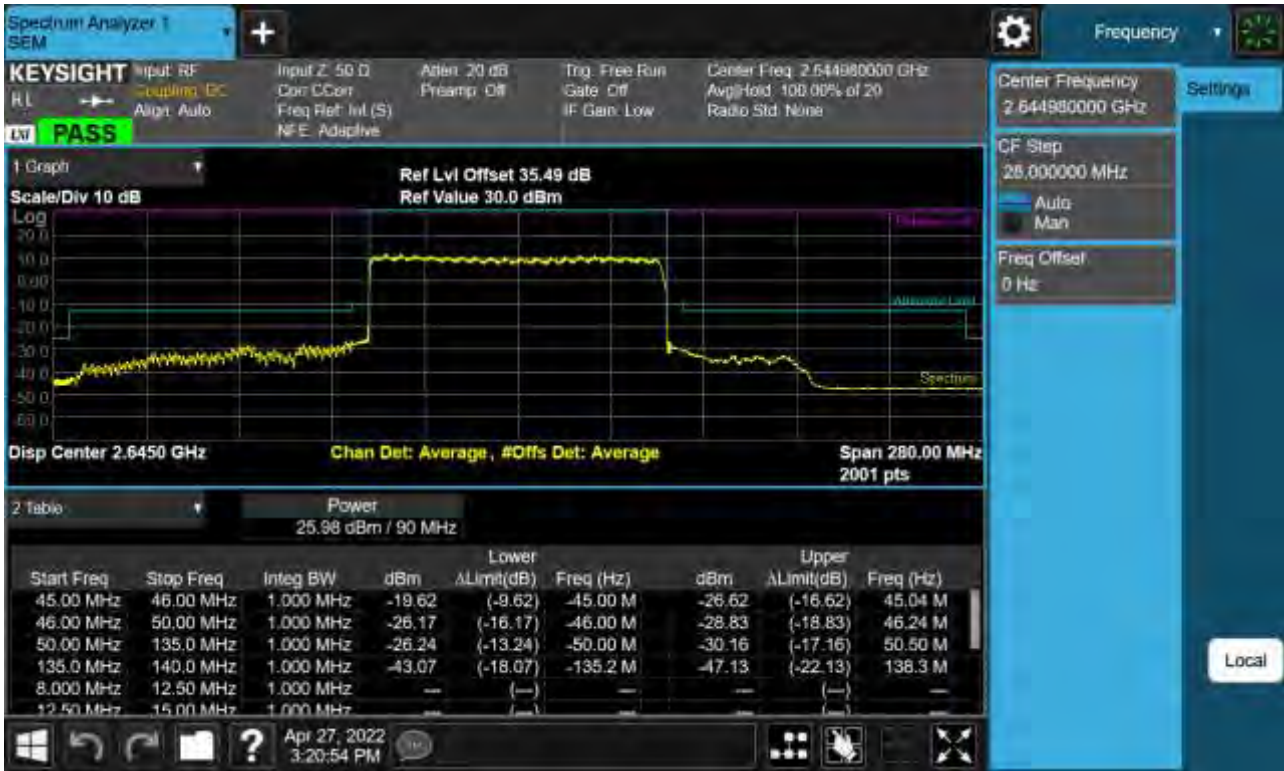 Spectrum Analyzer 1
SEM
+
Frequency
KEYSIGHT
RL
PASS
Input: RF
Coupling: DC
Align: Auto
Input Z: 50 Ω
Corr CCorr
Freq Ref: Int (S)
NFE: Adaptive
Atten: 20 dB
Preamp: Off
Trig: Free Run
Gate: Off
IF Gain: Low
Center Freq: 2.644980000 GHz
Avg|Hold: 100.00% of 20
Radio Std: None
Center Frequency
2.644980000 GHz
Settings
CF Step
28.000000 MHz
Auto
Man
Freq Offset
0 Hz
1 Graph
Scale/Div 10 dB
Ref Lvl Offset 35.49 dB
Ref Value 30.0 dBm
Log
20.0
10.0
0.00
-10.0
-20.0
-30.0
-40.0
-50.0
-60.0
Absolute Limit
Spectrum
Disp Center 2.6450 GHz
Chan Det: Average, #Offs Det: Average
Span 280.00 MHz
2001 pts
2 Table
Power
25.98 dBm / 90 MHz
Lower Upper
Start Freq Stop Freq Integ BW dBm ΔLimit(dB) Freq (Hz) dBm ΔLimit(dB) Freq (Hz)
45.00 MHz 46.00 MHz 1.000 MHz -19.62 (-9.62) -45.00 M -26.62 (-16.62) 45.04 M
46.00 MHz 50.00 MHz 1.000 MHz -26.17 (-16.17) -46.00 M -28.83 (-18.83) 46.24 M
50.00 MHz 135.0 MHz 1.000 MHz -26.24 (-13.24) -50.00 M -30.16 (-17.16) 50.50 M
135.0 MHz 140.0 MHz 1.000 MHz -43.07 (-18.07) -135.2 M -47.13 (-22.13) 138.3 M
8.000 MHz 12.50 MHz 1.000 MHz --- (---) --- --- (---) ---
12.50 MHz 15.00 MHz 1.000 MHz --- (---) --- --- (---) ---
Local
?
Apr 27, 2022
3:20:54 PM